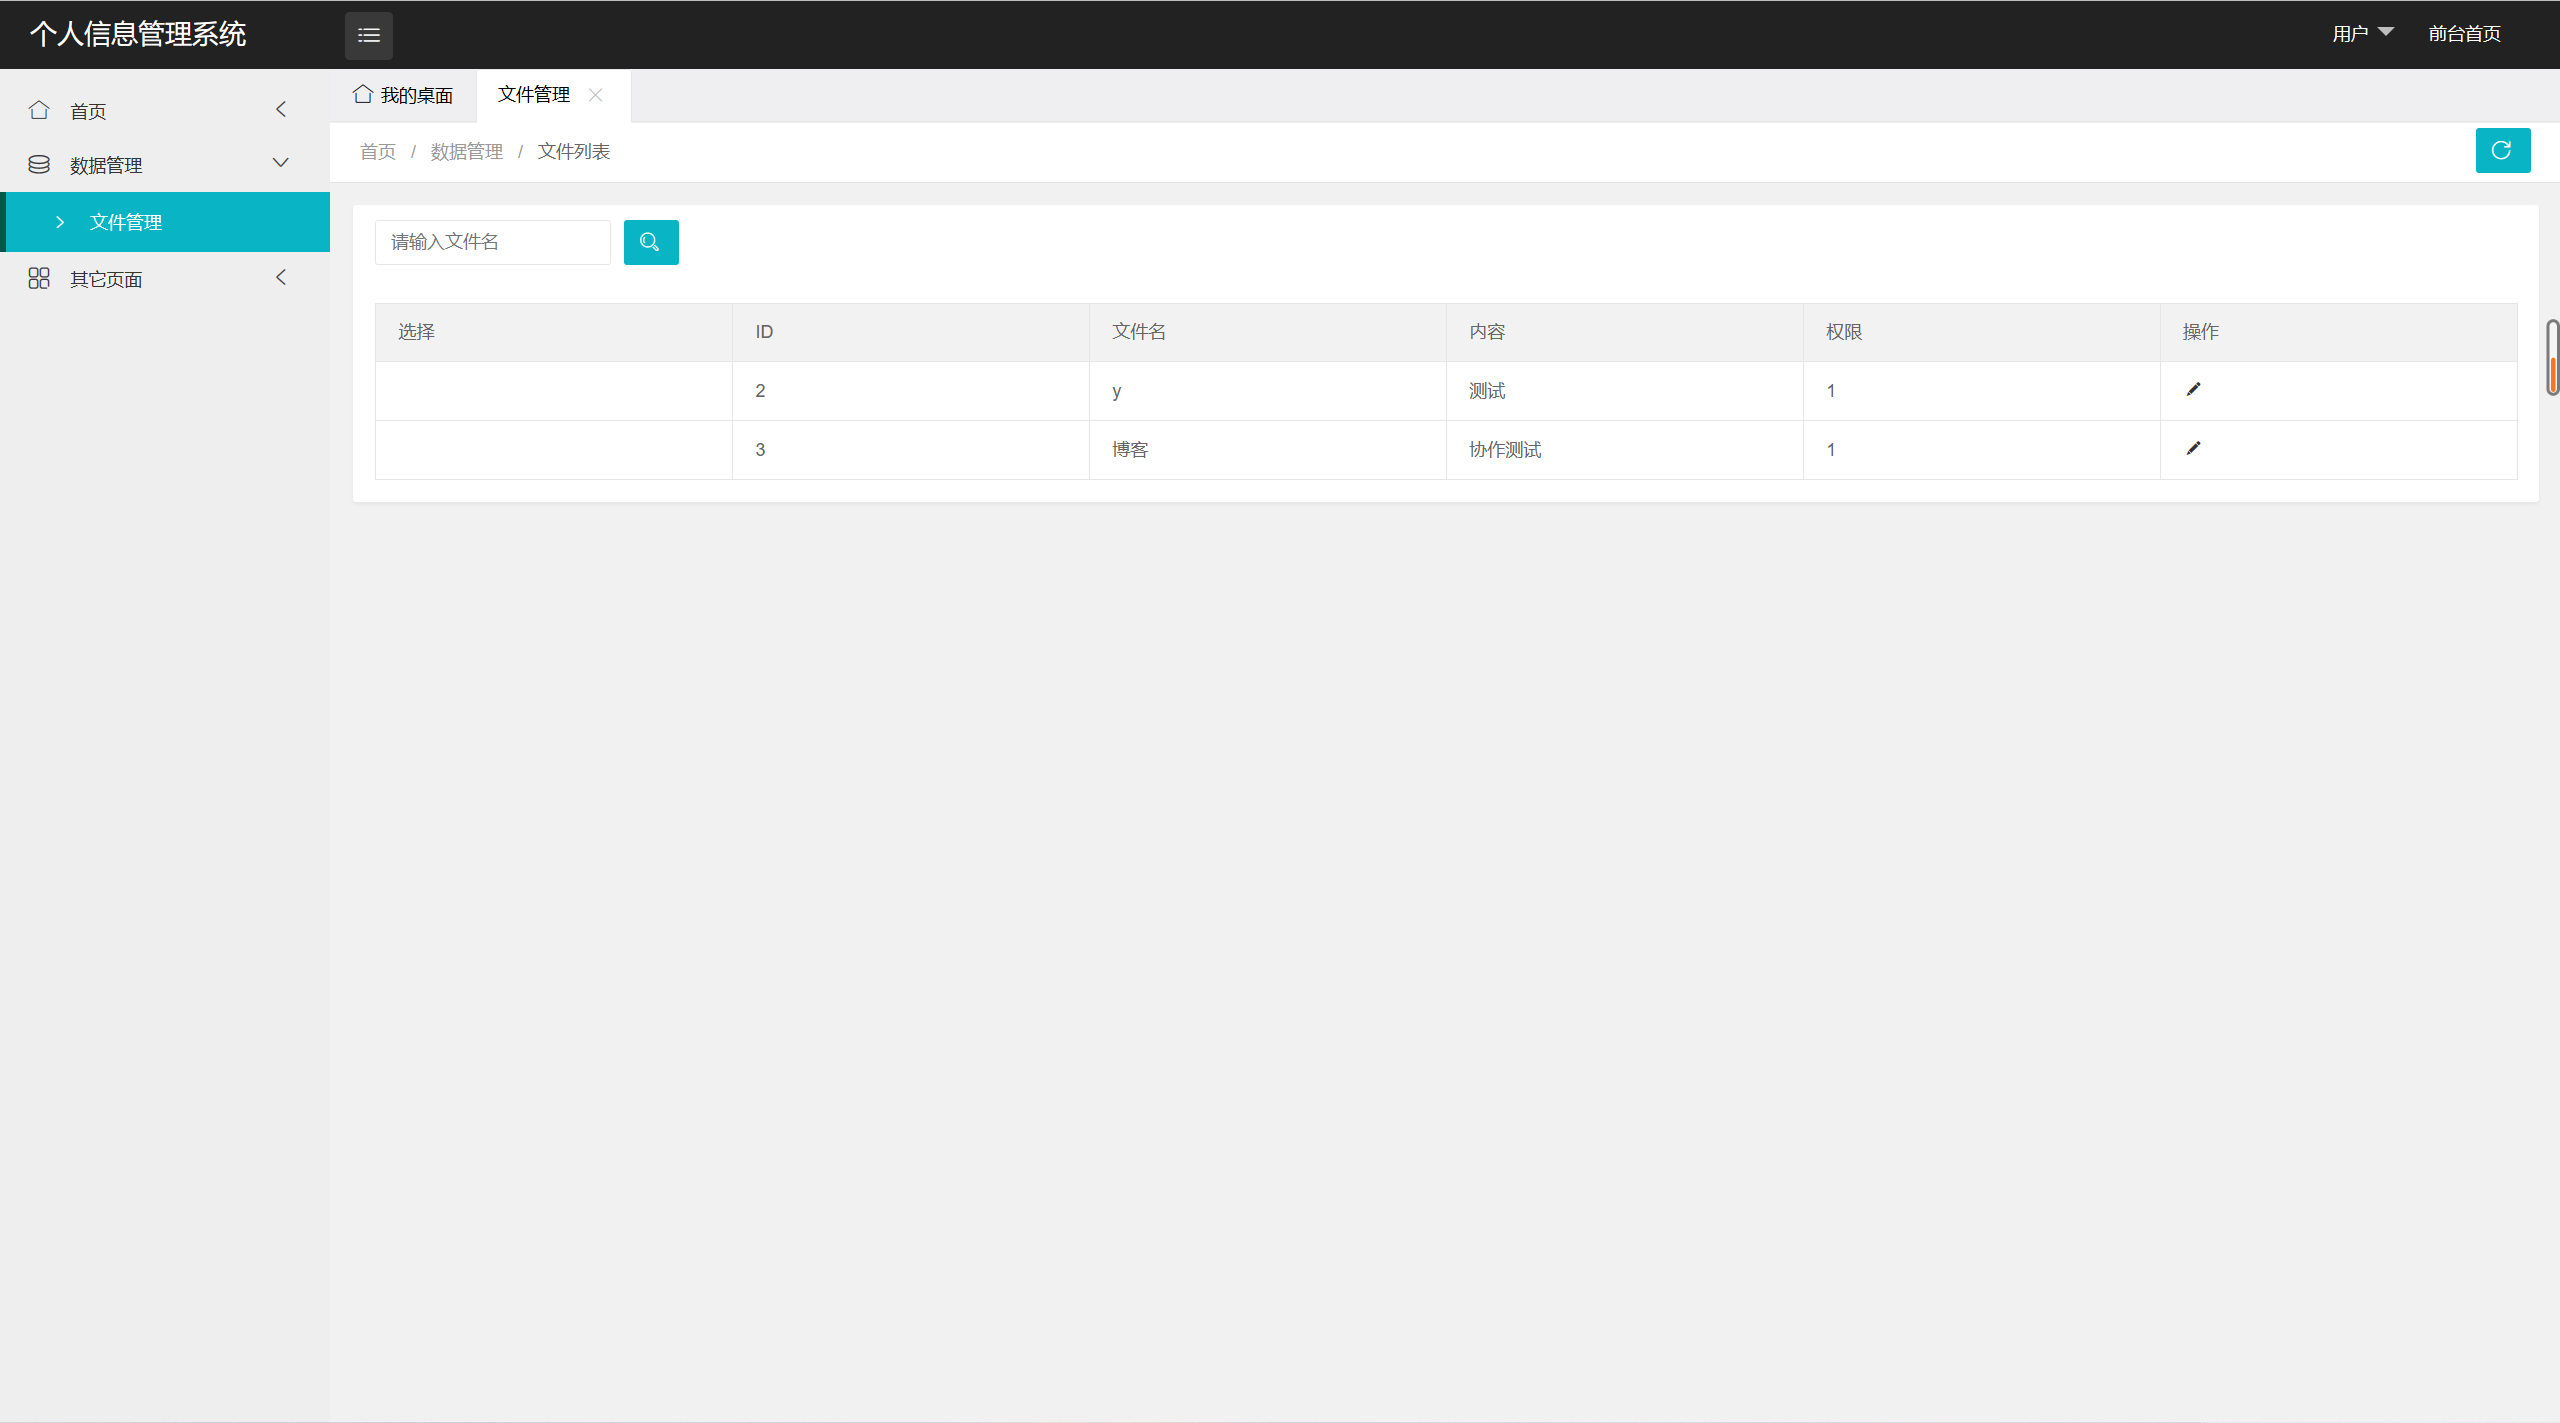 个人信息管理系统
用户 前台首页
首页
数据管理
文件管理
其它页面
我的桌面 文件管理
首页 / 数据管理 / 文件列表
请输入文件名
选择 ID 文件名 内容 权限 操作
2 y 测试 1
3 博客 协作测试 1